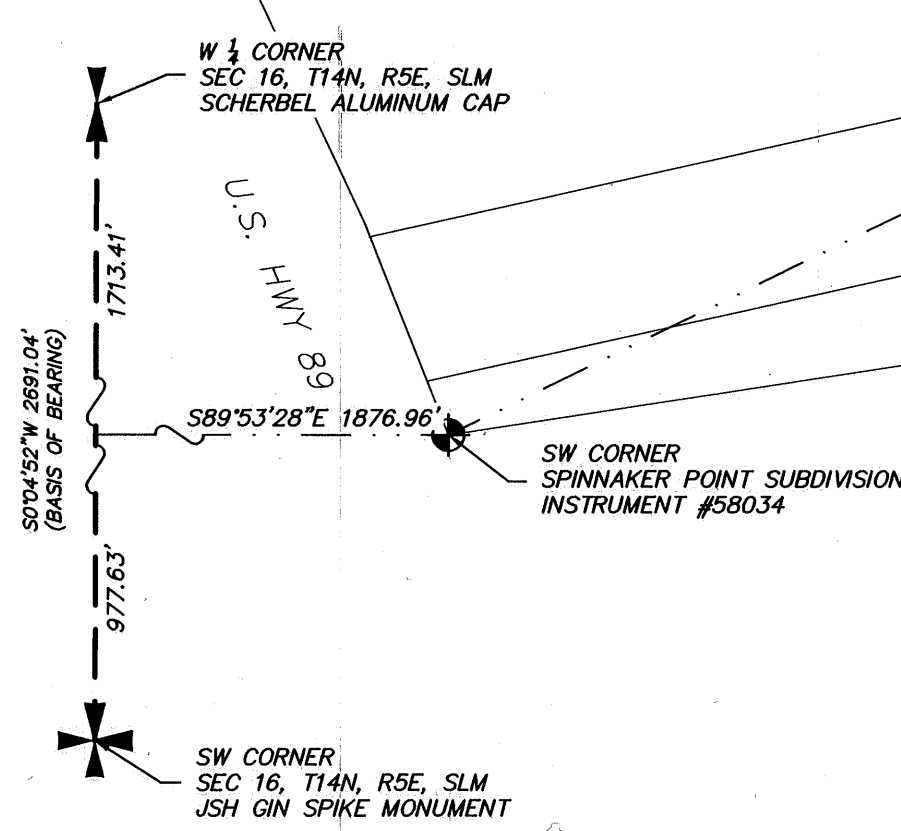 W 1/4 CORNER
SEC 16, T14N, R5E, SLM
SCHERBEL ALUMINUM CAP
U.S. HWY 89
1713.41'
S0°04'52"W 2691.04'
(BASIS OF BEARING)
S89°53'28"E 1876.96'
SW CORNER
SPINNAKER POINT SUBDIVISION
INSTRUMENT #58034
977.63'
SW CORNER
SEC 16, T14N, R5E, SLM
JSH GIN SPIKE MONUMENT